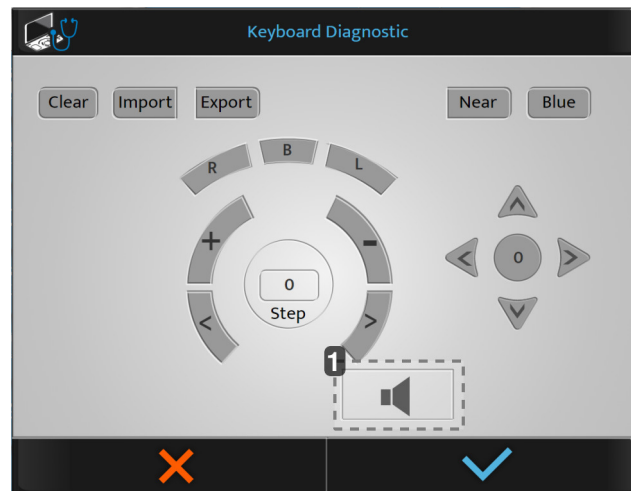 Keyboard Diagnostic
Clear Import Export Near Blue
R B L
+ -
0
Step
< >
0
1